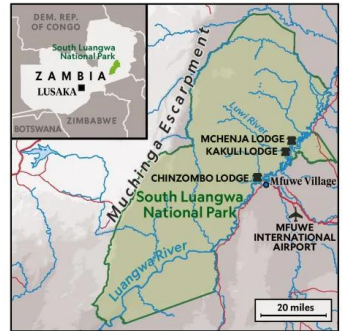 DEM. REP.
OF CONGO
South Luangwa
National Park
ZAMBIA
LUSAKA
ZIMBABWE
BOTSWANA
Muchinga Escarpment
Luwi River
MCHENJA LODGE
KAKULI LODGE
CHINZOMBO LODGE
Mfuwe Village
South Luangwa
National Park
MFUWE
INTERNATIONAL
AIRPORT
Luangwa River
20 miles